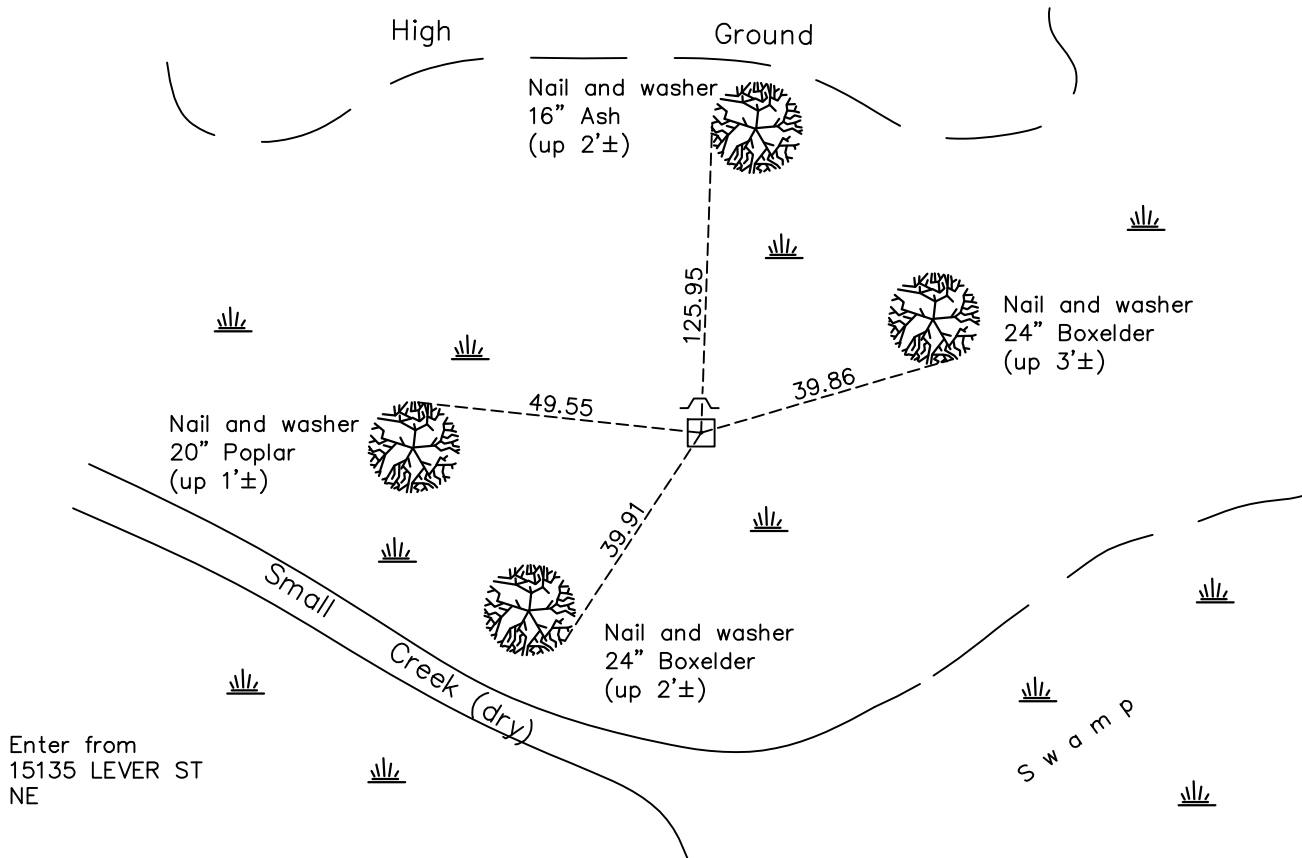 High Ground
Nail and washer
16" Ash
(up 2'±)
125.95
Nail and washer
24" Boxelder
(up 3'±)
39.86
49.55
Nail and washer
20" Poplar
(up 1'±)
39.91
Small
Creek (dry)
Nail and washer
24" Boxelder
(up 2'±)
Swamp
Enter from
15135 LEVER ST
NE